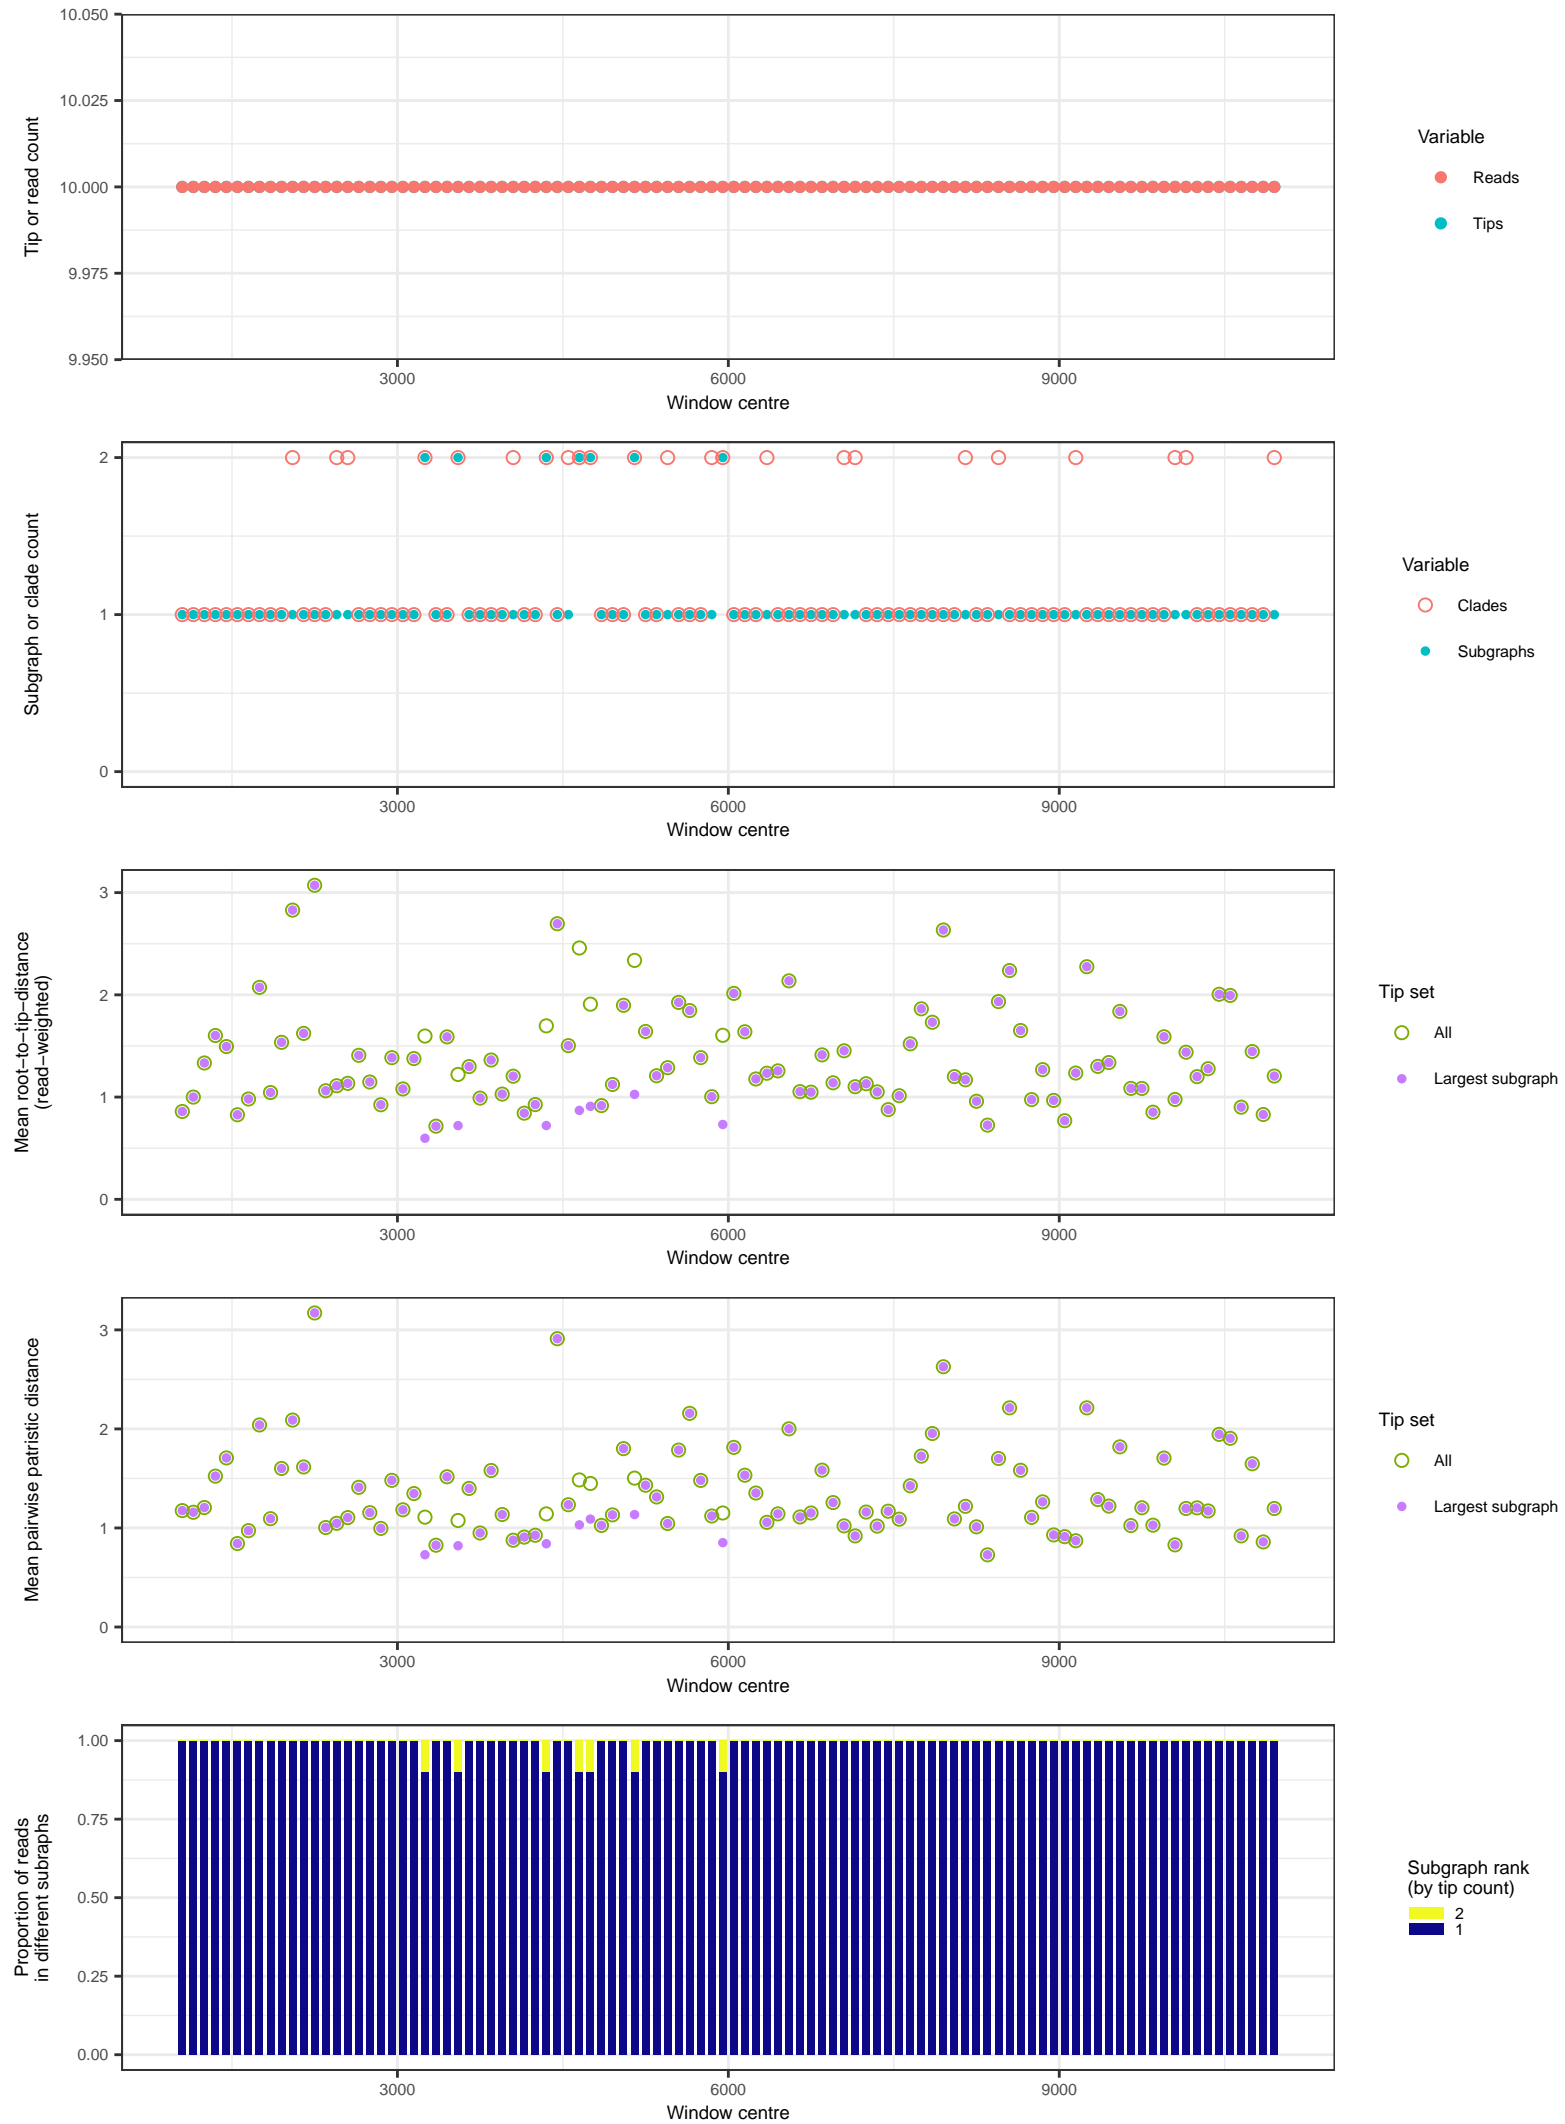 10.050
10.025
10.000
9.975
9.950
Tip or read count
3000 6000 9000
Window centre
Variable
Reads
Tips
2
1
0
Subgraph or clade count
3000 6000 9000
Window centre
Variable
Clades
Subgraphs
3
2
1
0
Mean root−to−tip−distance
(read−weighted)
3000 6000 9000
Window centre
Tip set
All
Largest subgraph
3
2
1
0
Mean pairwise patristic distance
3000 6000 9000
Window centre
Tip set
All
Largest subgraph
1.00
0.75
0.50
0.25
0.00
Proportion of reads
in different subraphs
3000 6000 9000
Window centre
Subgraph rank
(by tip count)
2
1